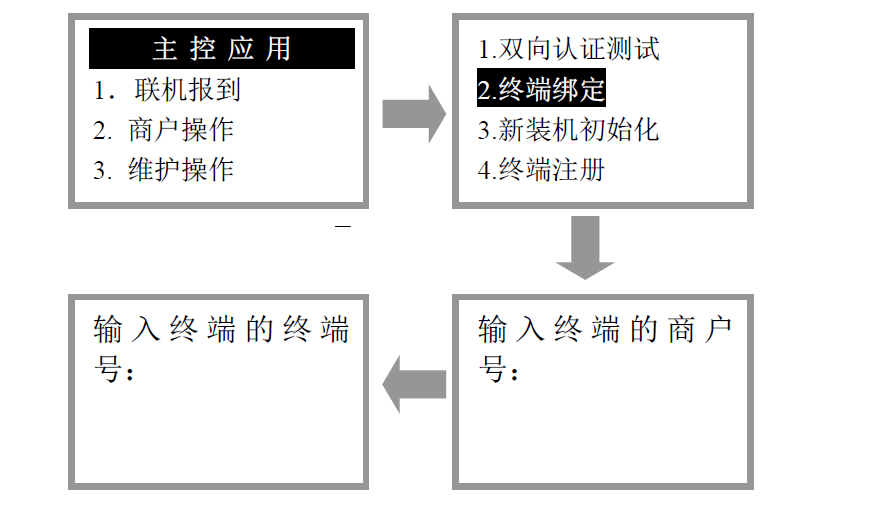 主控应用
1. 联机报到
2. 商户操作
3. 维护操作
1.双向认证测试
2.终端绑定
3.新装机初始化
4.终端注册
输入终端的商户
号：
输入终端的终端
号：